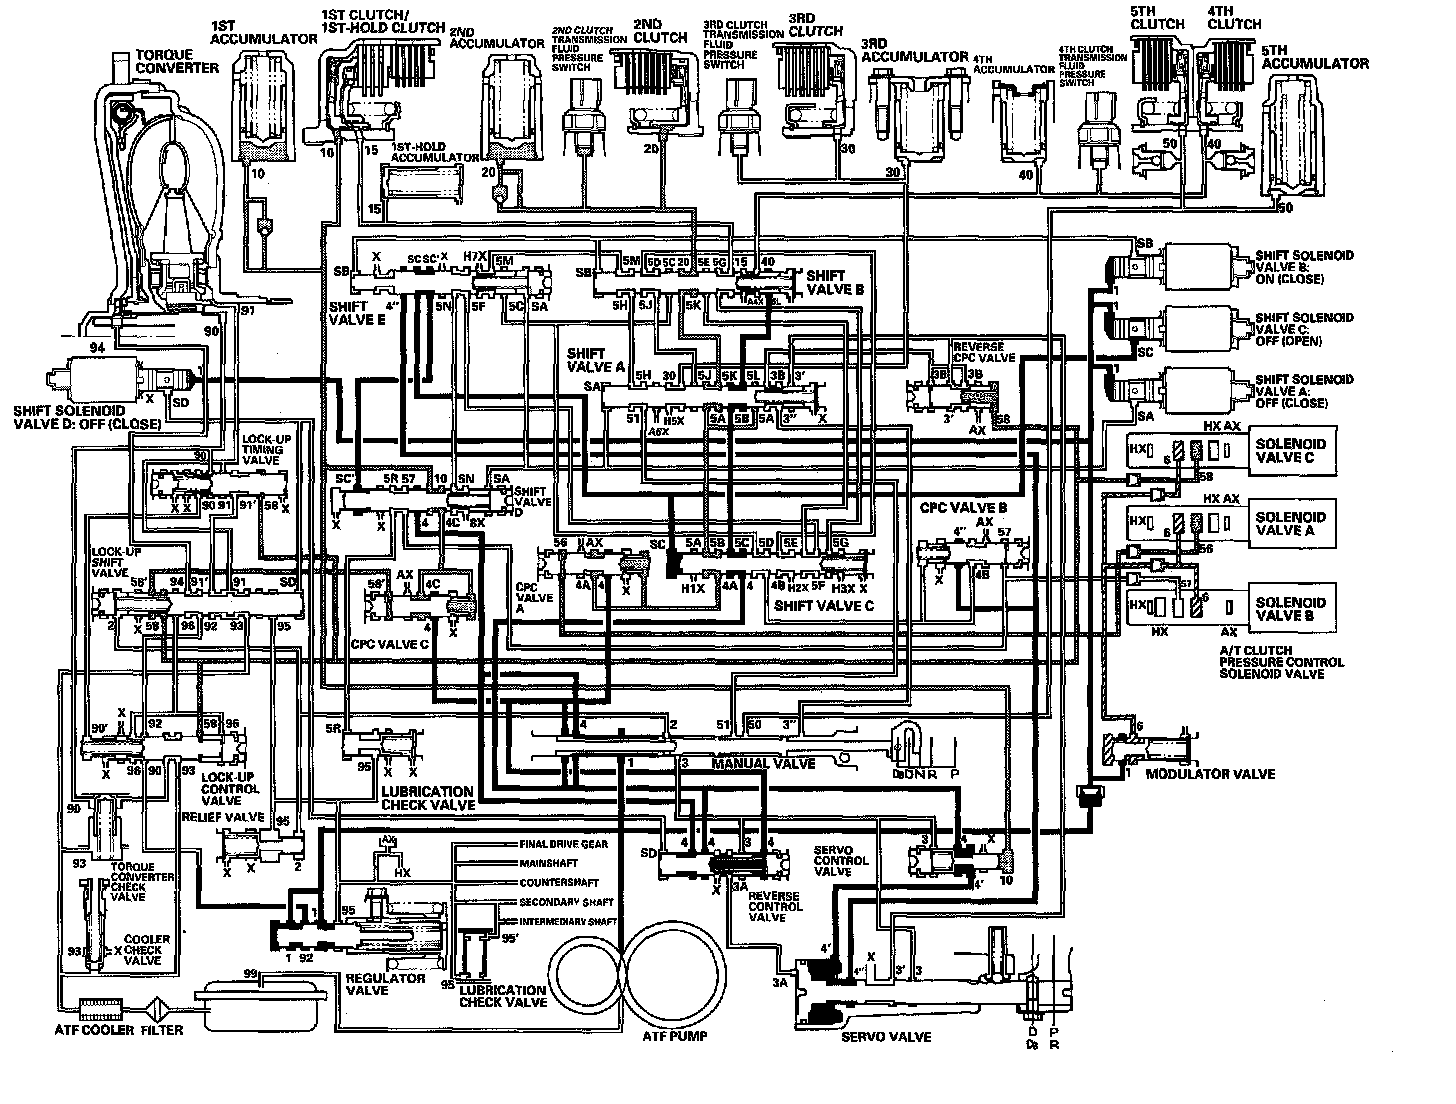 1ST
ACCUMULATOR
1ST CLUTCH/
1ST-HOLD CLUTCH
2ND
ACCUMULATOR
2ND CLUTCH
TRANSMISSION
FLUID
PRESSURE
SWITCH
2ND
CLUTCH
3RD CLUTCH
TRANSMISSION
FLUID
PRESSURE
SWITCH
3RD
CLUTCH
3RD
ACCUMULATOR
4TH
ACCUMULATOR
4TH CLUTCH
TRANSMISSION
FLUID
PRESSURE
SWITCH
5TH
CLUTCH
4TH
CLUTCH
5TH
ACCUMULATOR
TORQUE
CONVERTER
10
15
1ST-HOLD
ACCUMULATOR
10
15
20
20
30
30
40
50
40
50
SB
X
SC SC' X
H7X
5M
4"
5N
5F
5C
SA
SHIFT
VALVE E
SB
5M
5D 5C 20 5E 5G 15 40
5H
5J
5K
SHIFT
VALVE B
SB
SHIFT SOLENOID
VALVE B:
ON (CLOSE)
1
SHIFT SOLENOID
VALVE C:
OFF (OPEN)
SC
SHIFT SOLENOID
VALVE A:
OFF (CLOSE)
SA
90
91
94
X
SD
SHIFT SOLENOID
VALVE D: OFF (CLOSE)
SHIFT
VALVE A
SA
5H 30 5J 5K 5L 3B 3'
51
H5X
5A 5B 5A 3"
X
REVERSE
CPC VALVE
3B 3B
3'
AX
58
HX AX
HX
6
58
SOLENOID
VALVE C
HX AX
6
56
SOLENOID
VALVE A
HX
57
6
HX
AX
SOLENOID
VALVE B
A/T CLUTCH
PRESSURE CONTROL
SOLENOID VALVE
LOCK-UP
TIMING
VALVE
90
X X 90 91 91' 58 X
SC'
5R 57 10 SN SA
X X 4 4C 8X
SHIFT
VALVE
D
LOCK-UP
SHIFT
VALVE
58' 94 91' 91 SD
2 58 96 92 93 95
AX
58' 4C
4 X
CPC VALVE C
56 AX
4A 4 X
CPC
VALVE
A
SC
5A 5B 5C 5D 5E 5G
H1X 4A 4 4B H2X 5F H3X X
SHIFT VALVE C
CPC VALVE B
AX
4" 57
X 4B
X
90' 92 58 96
X 96 90 93
LOCK-UP
CONTROL
VALVE
5R
95 X X
LUBRICATION
CHECK VALVE
4 2 51 50 3"
1 3
MANUAL VALVE
N R P
6
1
MODULATOR VALVE
RELIEF VALVE
95
X X 2
90
93
TORQUE
CONVERTER
CHECK
VALVE
93 X
COOLER
CHECK
VALVE
AX
HX
FINAL DRIVE GEAR
MAINSHAFT
COUNTERSHAFT
SECONDARY SHAFT
INTERMEDIARY SHAFT
95
1 92
REGULATOR
VALVE
95'
95
LUBRICATION
CHECK VALVE
SD
4 4 3 4
X 3A
REVERSE
CONTROL
VALVE
SERVO
CONTROL
VALVE
3 4 X
4' 10
99
ATF COOLER FILTER
ATF PUMP
4'
4" X 3' 3
3A
SERVO VALVE
D P
R